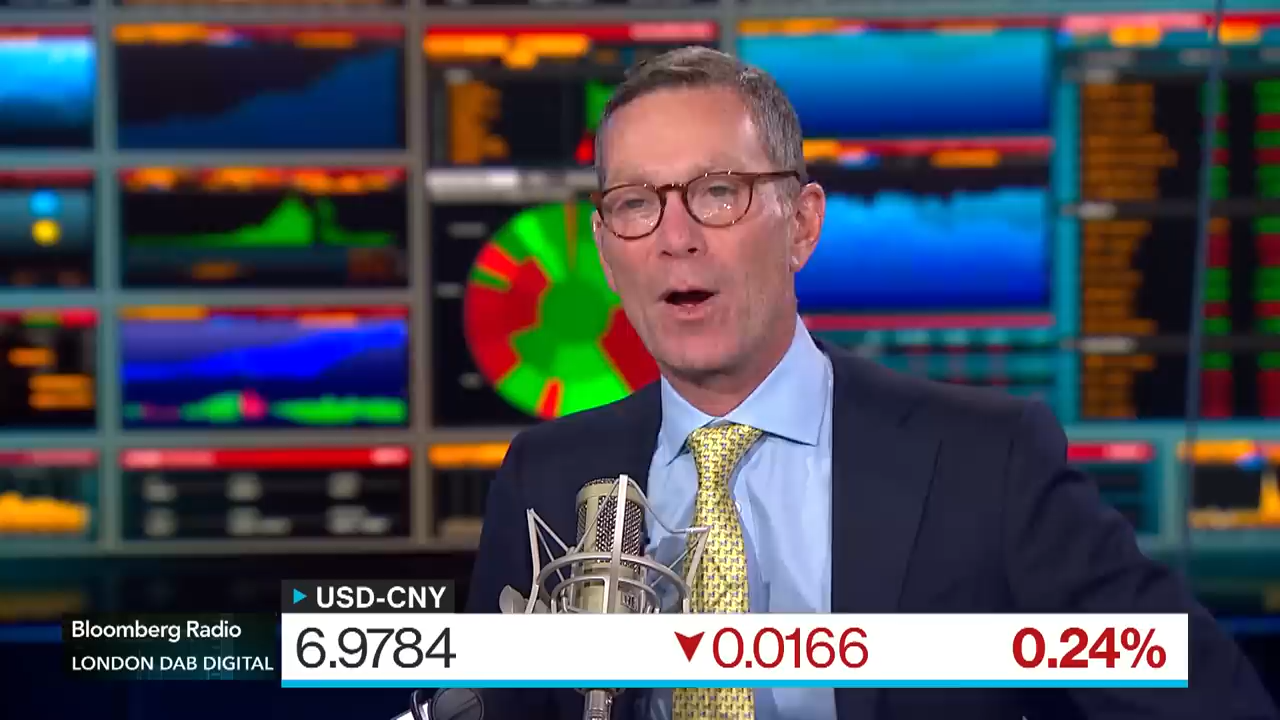 USD-CNY
Bloomberg Radio
LONDON DAB DIGITAL
6.9784 0.0166 0.24%